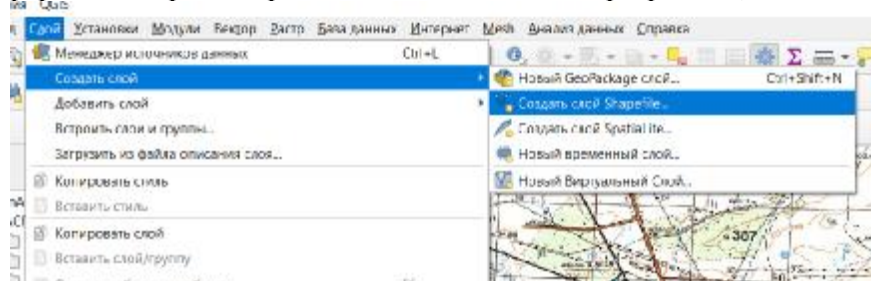 Слой Установки Модули Вектор Растр База данных Интернет Mesh Анализ данных Справка
Менеджер источников данных Ctrl+L
Создать слой
Добавить слой
Встроить слои и группы...
Загрузить из файла описания слоя...
Копировать стиль
Вставить стиль
Копировать слой
Вставить слой/группу
Новый GeoPackage слой... Ctrl+Shift+N
Создать слой Shapefile...
Создать слой SpatiaLite...
Новый временный слой...
Новый Виртуальный Слой...
307